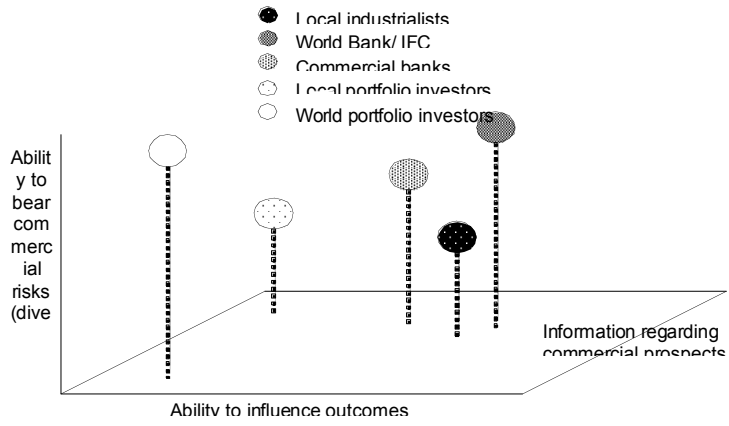 Local industrialists
World Bank/ IFC
Commercial banks
Local portfolio investors
World portfolio investors
Abilit
y to
bear
com
merc
ial
risks
(dive
Information regarding
commercial prospects
Ability to influence outcomes